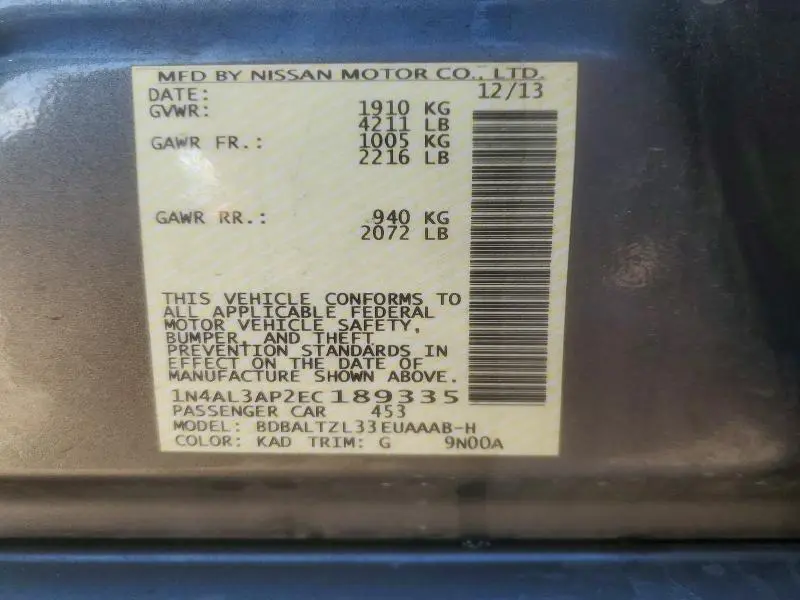 MFD BY NISSAN MOTOR CO., LTD.
DATE: 12/13
GVWR: 1910 KG
4211 LB
GAWR FR.: 1005 KG
2216 LB
GAWR RR.: 940 KG
2072 LB
THIS VEHICLE CONFORMS TO
ALL APPLICABLE FEDERAL
MOTOR VEHICLE SAFETY,
BUMPER, AND THEFT
PREVENTION STANDARDS IN
EFFECT ON THE DATE OF
MANUFACTURE SHOWN ABOVE.
1N4AL3AP2EC 189335
PASSENGER CAR 453
MODEL: BDBALTZL33EUAAAB-H
COLOR: KAD TRIM: G 9N00A